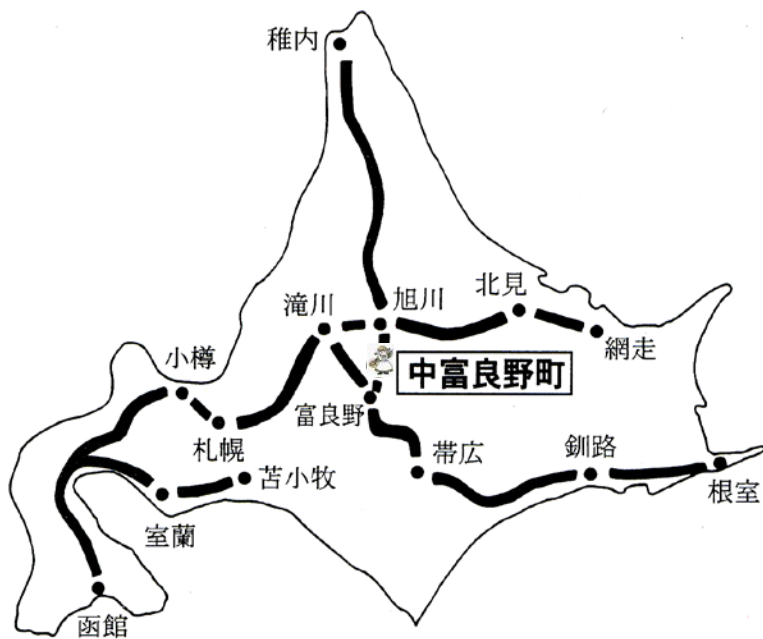 稚内
北見
旭川
滝川
網走
小樽
中富良野町
富良野
札幌
帯広
釧路
苫小牧
根室
室蘭
函館